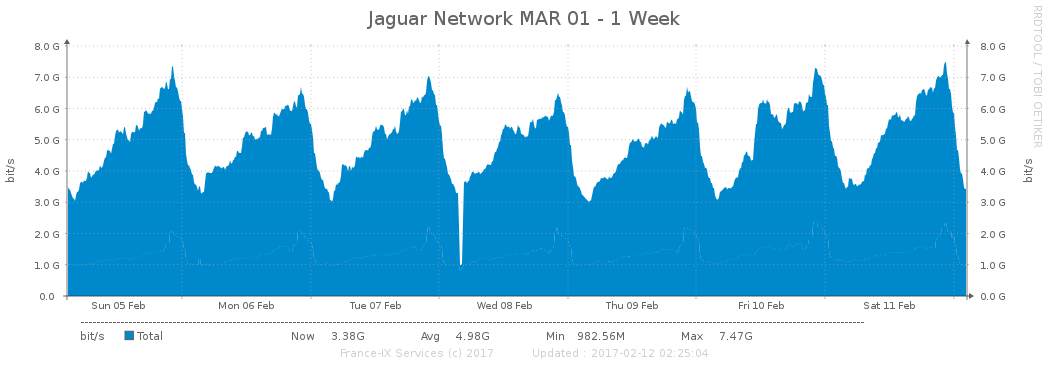 Jaguar Network MAR 01 - 1 Week
RRDTOOL / TOBI OETIKER
bit/s
8.0 G 8.0 G
7.0 G 7.0 G
6.0 G 6.0 G
5.0 G 5.0 G
4.0 G 4.0 G
3.0 G 3.0 G
2.0 G 2.0 G
1.0 G 1.0 G
0.0 0.0 G
bit/s
Sun 05 Feb Mon 06 Feb Tue 07 Feb Wed 08 Feb Thu 09 Feb Fri 10 Feb Sat 11 Feb
bit/s Total Now 3.38G Avg 4.98G Min 982.56M Max 7.47G
France-IX Services (c) 2017 Updated : 2017-02-12 02:25:04